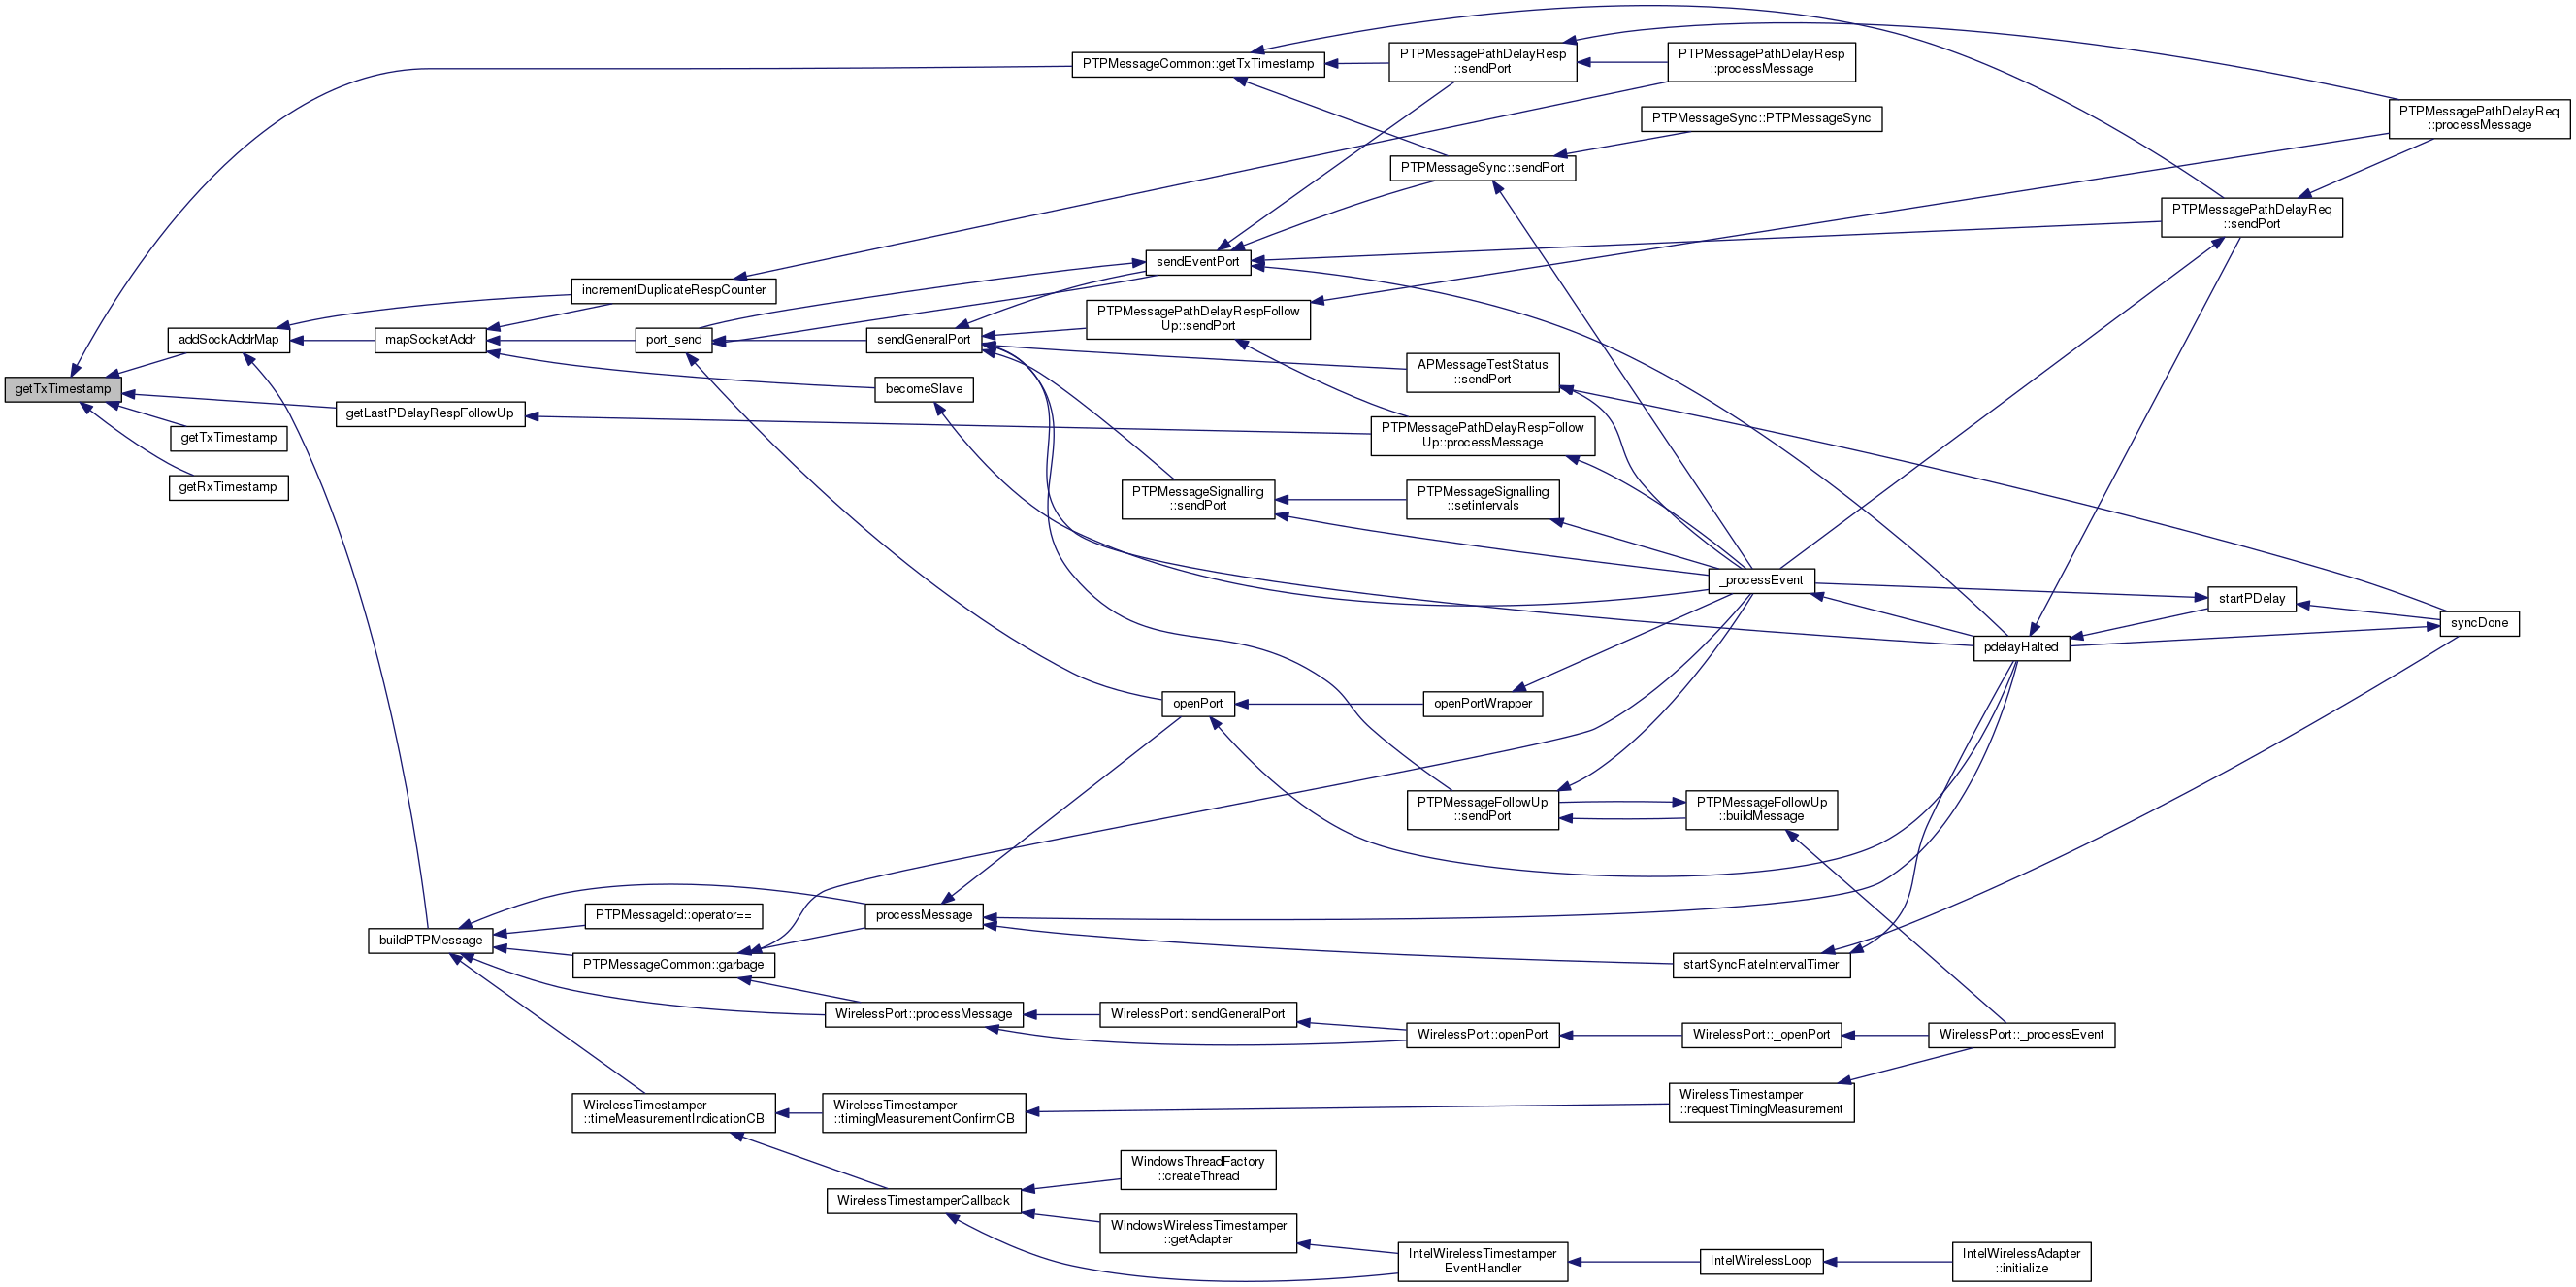 PTPMessageCommon::getTxTimestamp
PTPMessagePathDelayResp
::sendPort
PTPMessagePathDelayResp
::processMessage
PTPMessageSync::PTPMessageSync
PTPMessagePathDelayReq
::processMessage
PTPMessageSync::sendPort
PTPMessagePathDelayReq
::sendPort
sendEventPort
incrementDuplicateRespCounter
PTPMessagePathDelayRespFollow
Up::sendPort
addSockAddrMap
mapSocketAddr
port_send
sendGeneralPort
APMessageTestStatus
::sendPort
getTxTimestamp
becomeSlave
getLastPDelayRespFollowUp
PTPMessagePathDelayRespFollow
Up::processMessage
getTxTimestamp
getRxTimestamp
PTPMessageSignalling
::sendPort
PTPMessageSignalling
::setintervals
_processEvent
startPDelay
syncDone
pdelayHalted
openPort
openPortWrapper
PTPMessageFollowUp
::sendPort
PTPMessageFollowUp
::buildMessage
processMessage
PTPMessageId::operator==
buildPTPMessage
PTPMessageCommon::garbage
startSyncRateIntervalTimer
WirelessPort::processMessage
WirelessPort::sendGeneralPort
WirelessPort::openPort
WirelessPort::_openPort
WirelessPort::_processEvent
WirelessTimestamper
::timeMeasurementIndicationCB
WirelessTimestamper
::timingMeasurementConfirmCB
WirelessTimestamper
::requestTimingMeasurement
WindowsThreadFactory
::createThread
WirelessTimestamperCallback
WindowsWirelessTimestamper
::getAdapter
IntelWirelessTimestamper
EventHandler
IntelWirelessLoop
IntelWirelessAdapter
::initialize